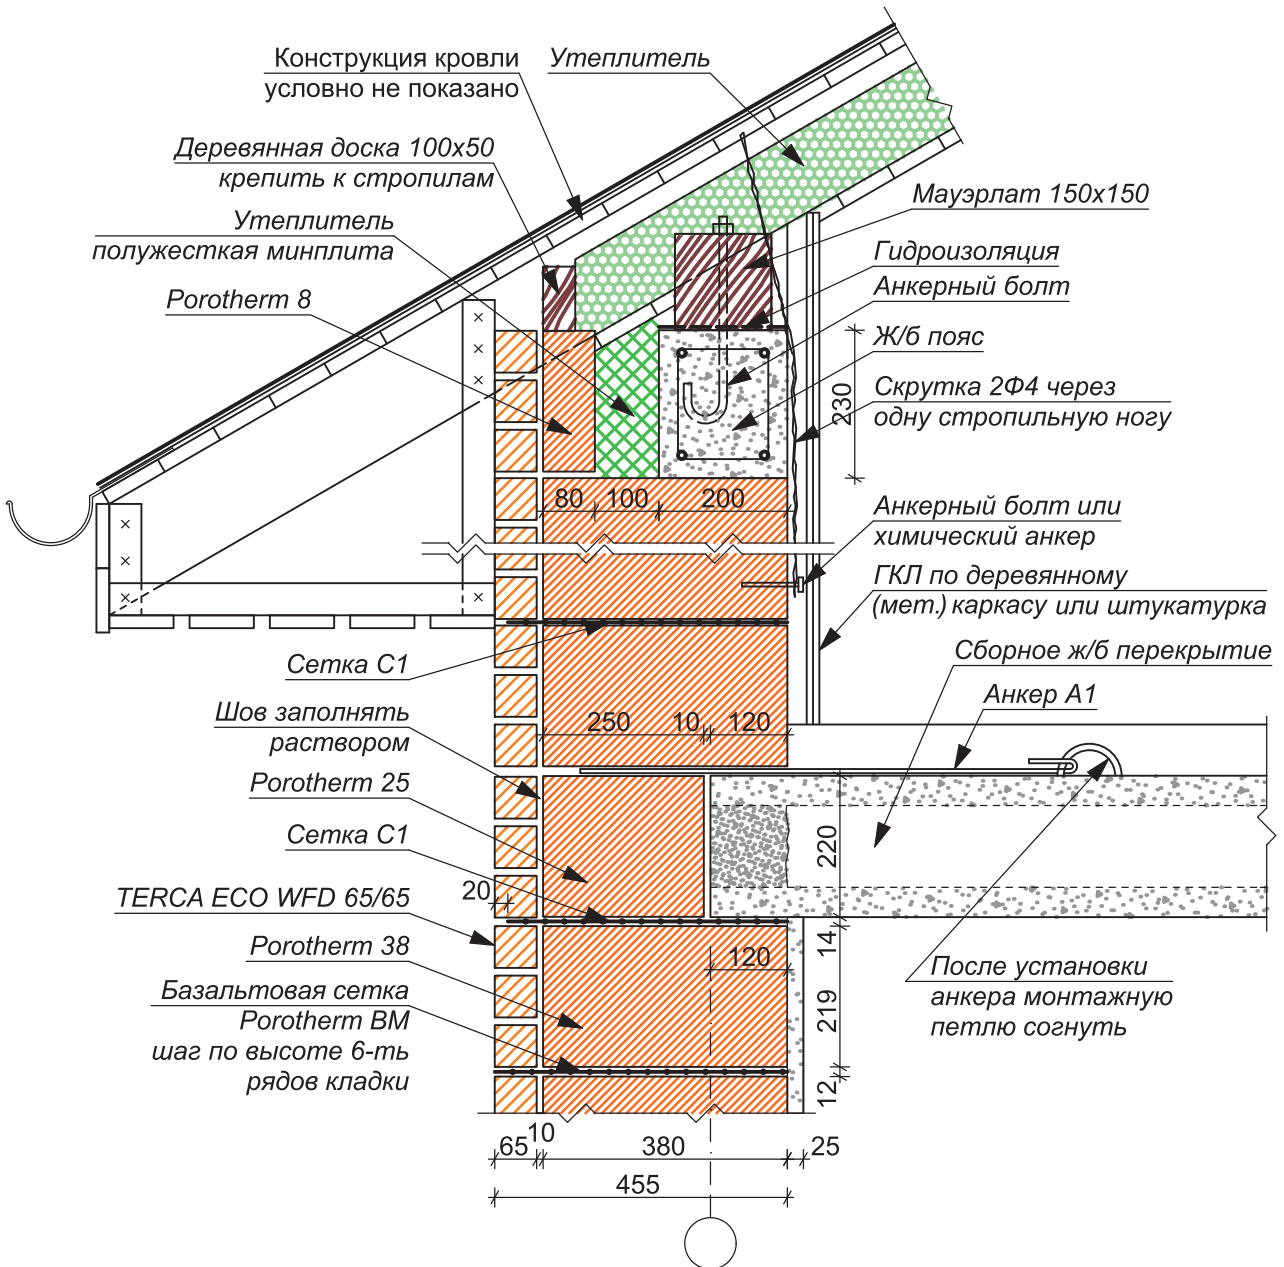 Конструкция кровли
условно не показано
Утеплитель
Деревянная доска 100х50
крепить к стропилам
Утеплитель
полужесткая минплита
Porotherm 8
Мауэрлат 150х150
Гидроизоляция
Анкерный болт
Ж/б пояс
Скрутка 2Ф4 через
одну стропильную ногу
230
80
100
200
Анкерный болт или
химический анкер
ГКЛ по деревянному
(мет.) каркасу или штукатурка
Сетка С1
Сборное ж/б перекрытие
Анкер А1
Шов заполнять
раствором
250
10
120
Porotherm 25
Сетка С1
220
20
TERCA ECO WFD 65/65
Porotherm 38
120
14
После установки
анкера монтажную
петлю согнуть
Базальтовая сетка
Porotherm BM
шаг по высоте 6-ть
рядов кладки
219
12
65
10
380
25
455